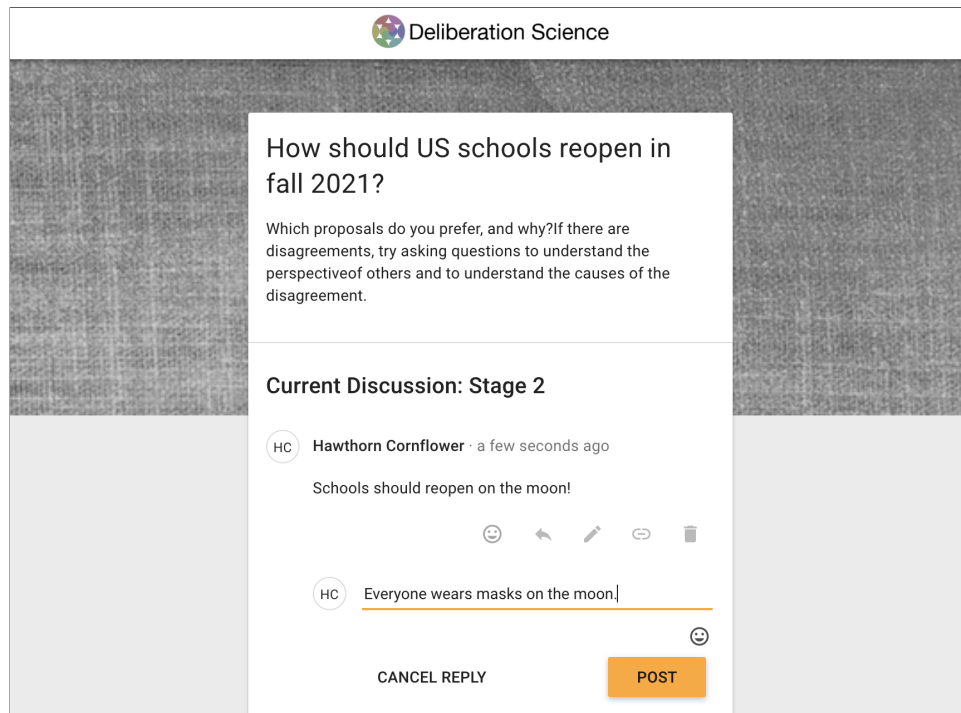 Deliberation Science
How should US schools reopen in
fall 2021?
Which proposals do you prefer, and why?If there are
disagreements, try asking questions to understand the
perspectiveof others and to understand the causes of the
disagreement.
Current Discussion: Stage 2
HC Hawthorn Cornflower · a few seconds ago
Schools should reopen on the moon!
HC Everyone wears masks on the moon.
CANCEL REPLY POST